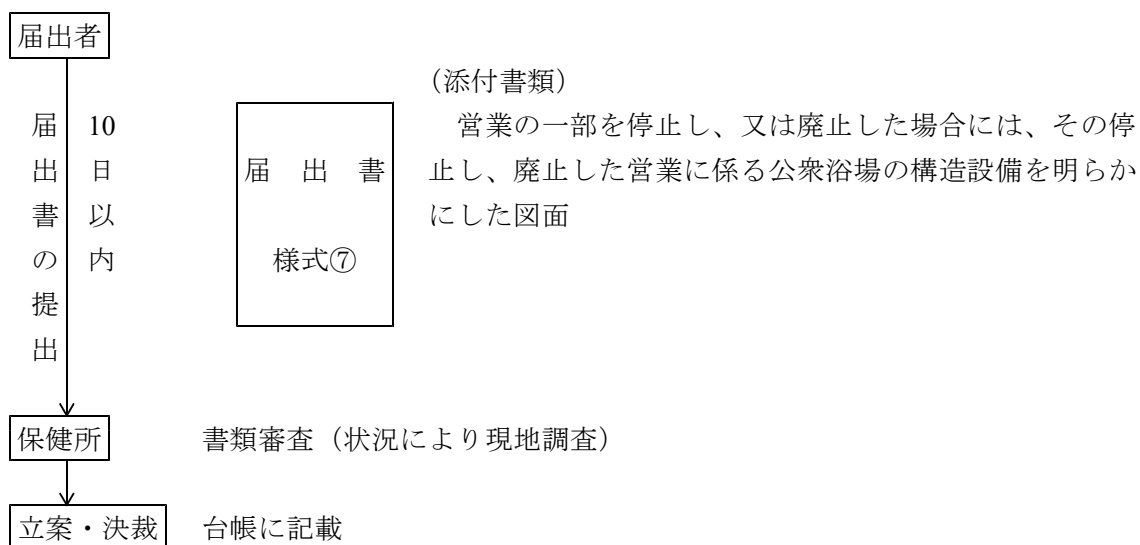 届出者
届出書の提出
10日以内
届　出　書
様式⑦
（添付書類）
　営業の一部を停止し、又は廃止した場合には、その停
止し、廃止した営業に係る公衆浴場の構造設備を明らか
にした図面
保健所
書類審査（状況により現地調査）
立案・決裁
台帳に記載